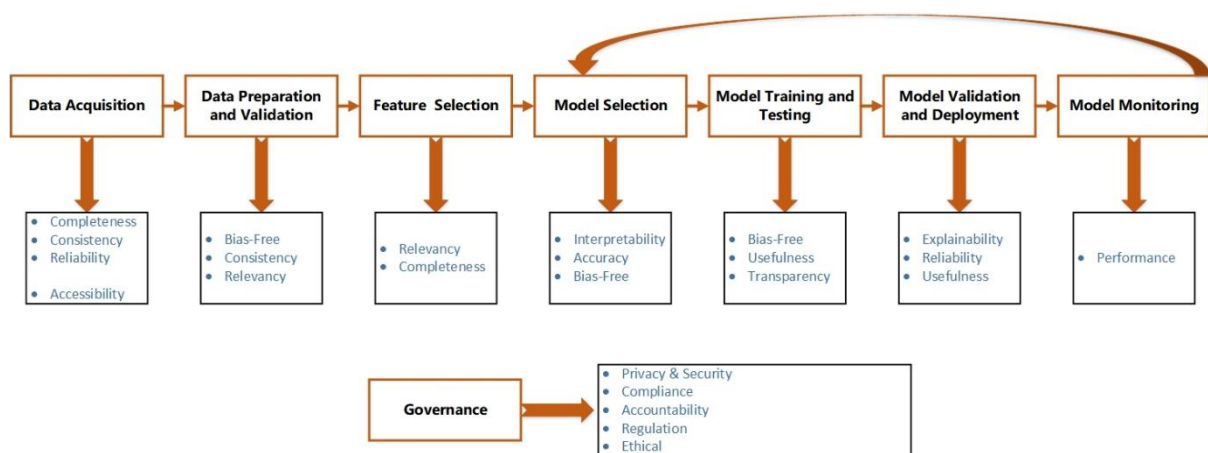 Data Acquisition
Data Preparation
and Validation
Feature Selection
Model Selection
Model Training and
Testing
Model Validation
and Deployment
Model Monitoring
• Completeness
• Consistency
• Reliability
• Accessibility
• Bias-Free
• Consistency
• Relevancy
• Relevancy
• Completeness
• Interpretability
• Accuracy
• Bias-Free
• Bias-Free
• Usefulness
• Transparency
• Explainability
• Reliability
• Usefulness
• Performance
Governance
• Privacy & Security
• Compliance
• Accountability
• Regulation
• Ethical